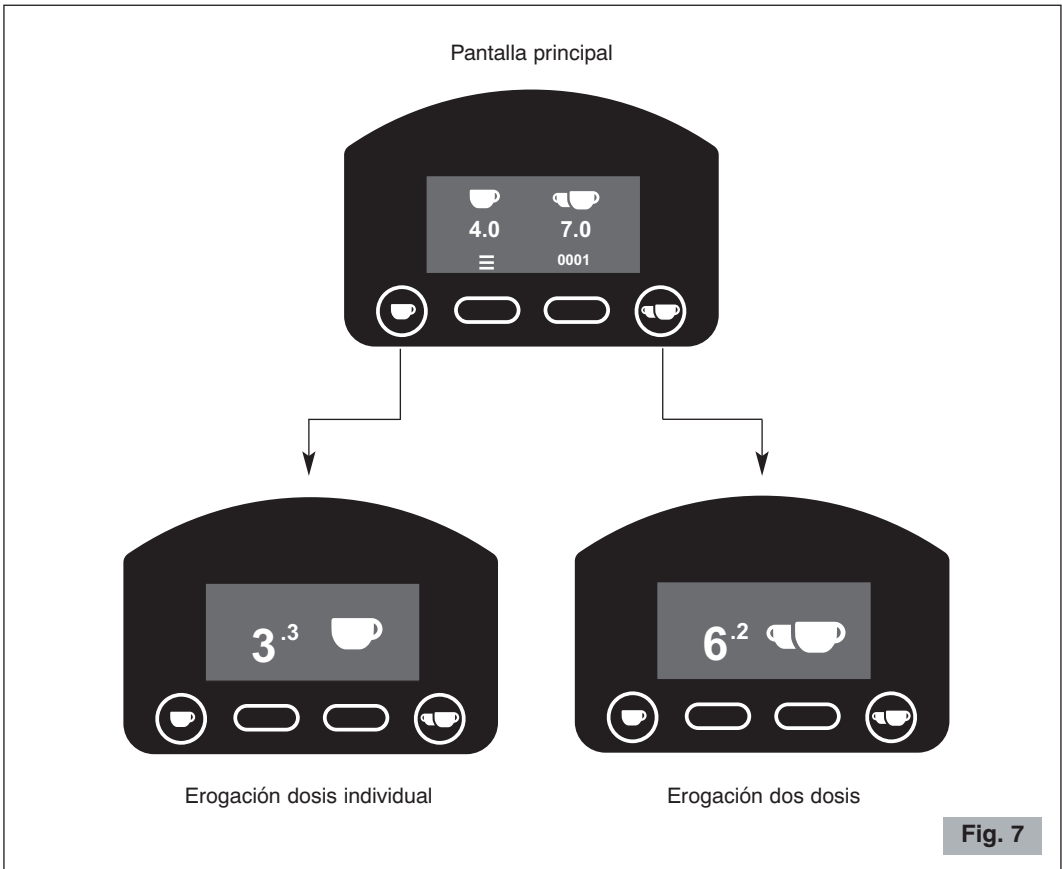 Pantalla principal
4.0 7.0
0001
3.3
6.2
Erogación dosis individual
Erogación dos dosis
Fig. 7